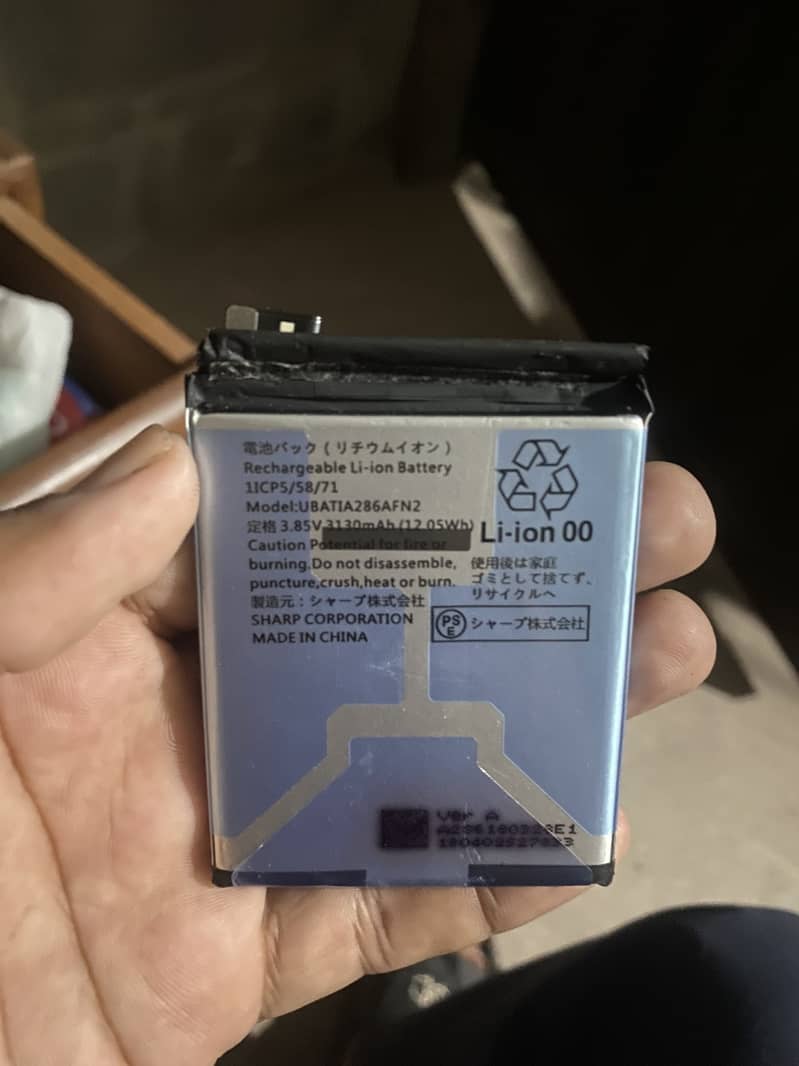 電池パック(リチウムイオン)
Rechargeable Li-ion Battery
1ICP5/58/71
Model:UBATIA286AFN2
定格 3.85V 3130mAh (12.05Wh)
Caution Potential for fire or
burning.Do not disassemble,
puncture,crush,heat or burn.
製造元:シャープ株式会社
SHARP CORPORATION
MADE IN CHINA
Li-ion 00
使用後は家庭
ゴミとして捨てず、
リサイクルへ
PS
E
シャープ株式会社
Ver A